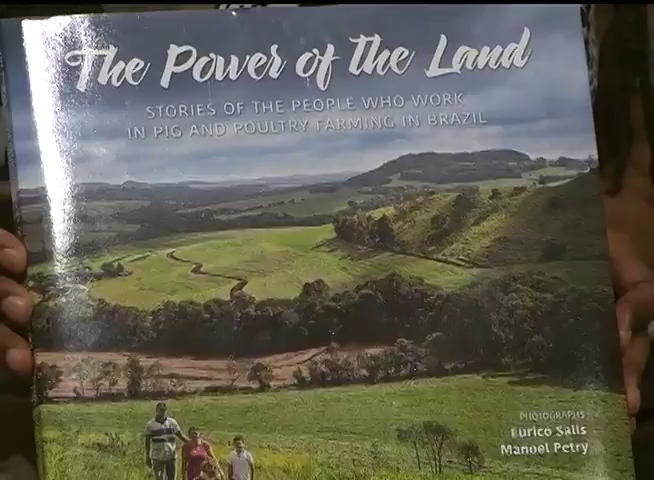 The Power of the Land
STORIES OF THE PEOPLE WHO WORK
IN PIG AND POULTRY FARMING IN BRAZIL
PHOTOGRAPHS
Eurico Salis
Manoel Petry